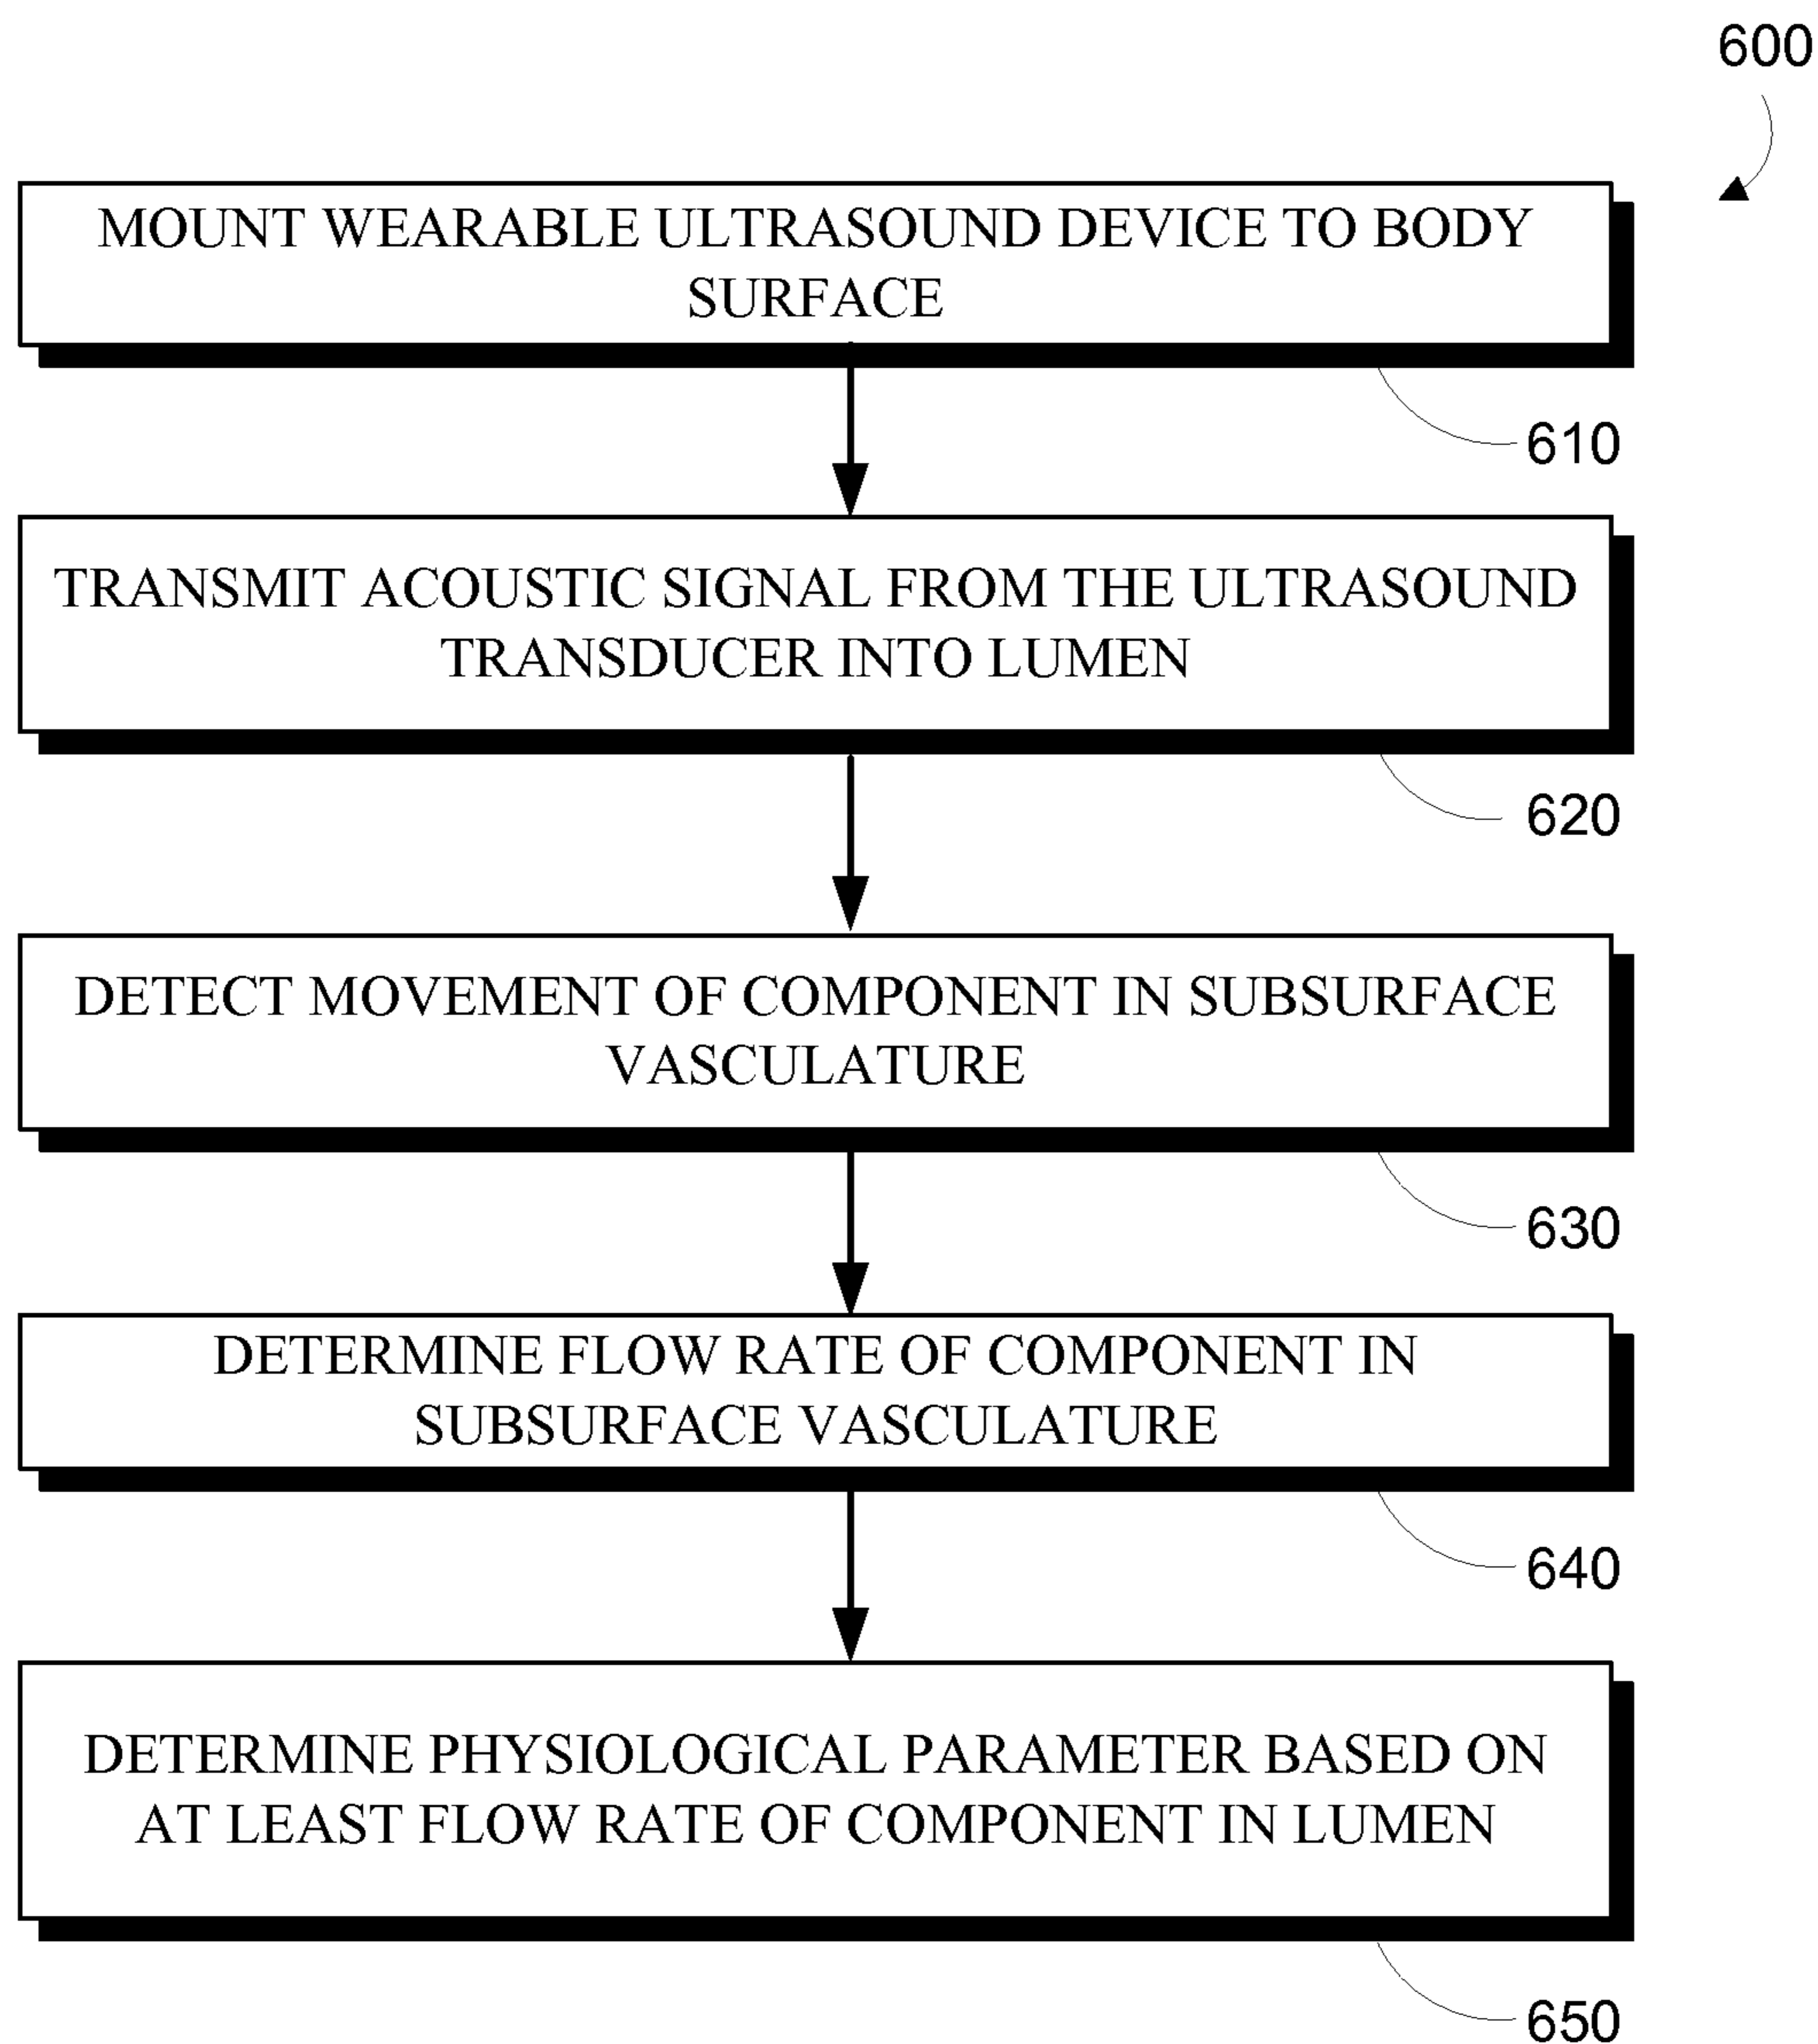 600
MOUNT WEARABLE ULTRASOUND DEVICE TO BODY
SURFACE
610
TRANSMIT ACOUSTIC SIGNAL FROM THE ULTRASOUND
TRANSDUCER INTO LUMEN
620
DETECT MOVEMENT OF COMPONENT IN SUBSURFACE
VASCULATURE
630
DETERMINE FLOW RATE OF COMPONENT IN
SUBSURFACE VASCULATURE
640
DETERMINE PHYSIOLOGICAL PARAMETER BASED ON
AT LEAST FLOW RATE OF COMPONENT IN LUMEN
650